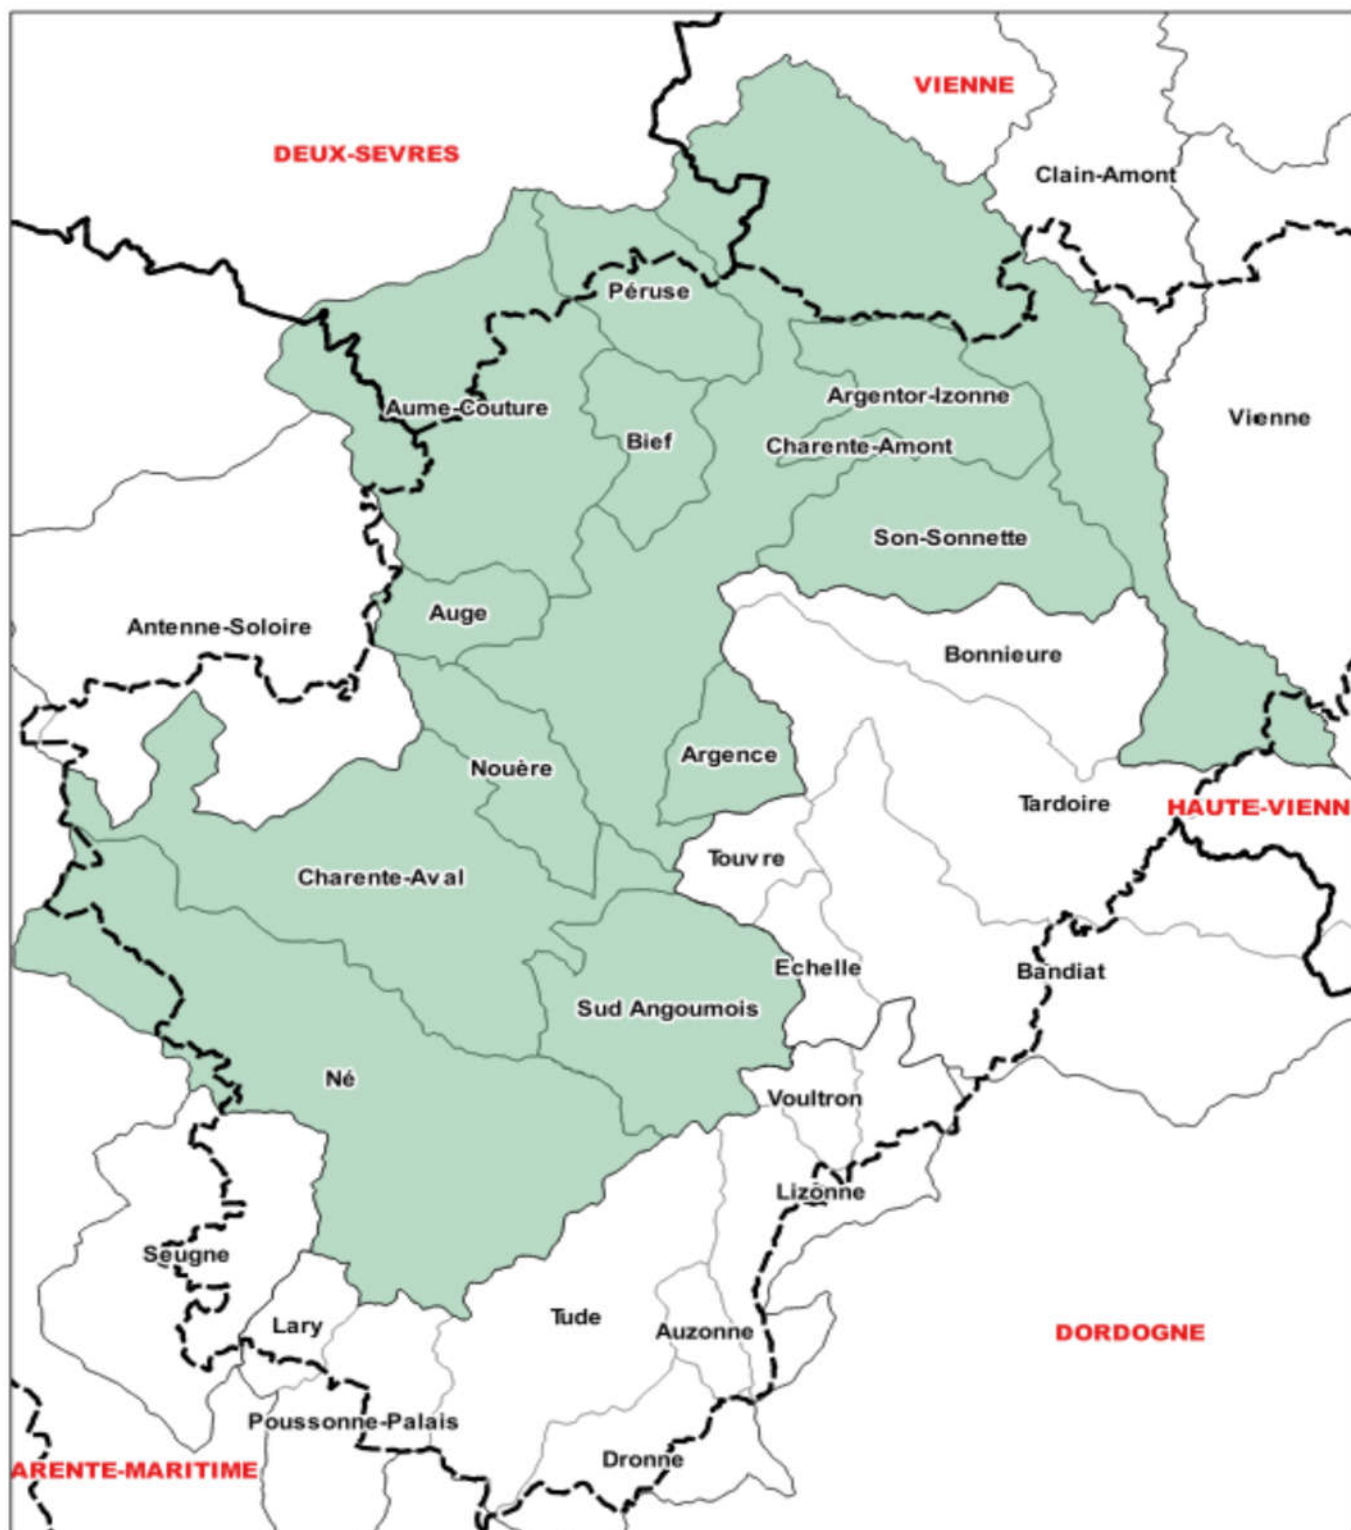 VIENNE
DEUX-SEVRES
Clain-Amont
Péruse
Argentor-Izonne
Aume-Couture
Vienne
Bief
Charente-Amont
Son-Sonnette
Auge
Antenne-Soloire
Bonnieure
Argence
Nouère
Tardoire
HAUTE-VIENN
Touvre
Charente-Aval
Echelle
Bandiat
Sud Angoumois
Né
Voultron
Lizonne
Seugne
Tude
Lary
Auzonne
DORDOGNE
Poussonne-Palais
Dronne
ARENTE-MARITIME